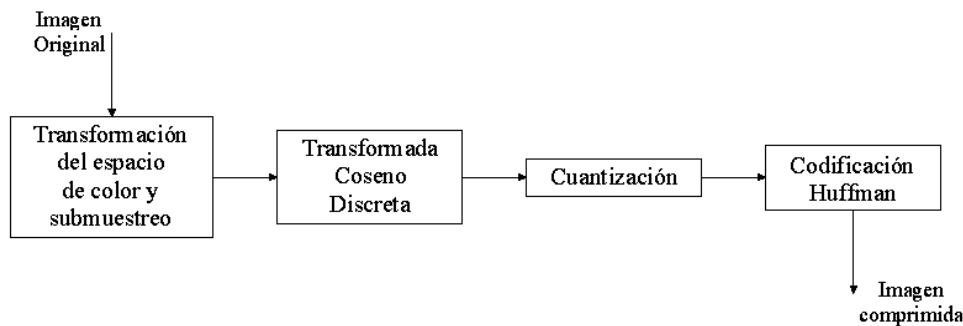 Imagen
Original
Transformación
del espacio
de color y
submuestreo
Transformada
Coseno
Discreta
Cuantización
Codificación
Huffman
Imagen
comprimida